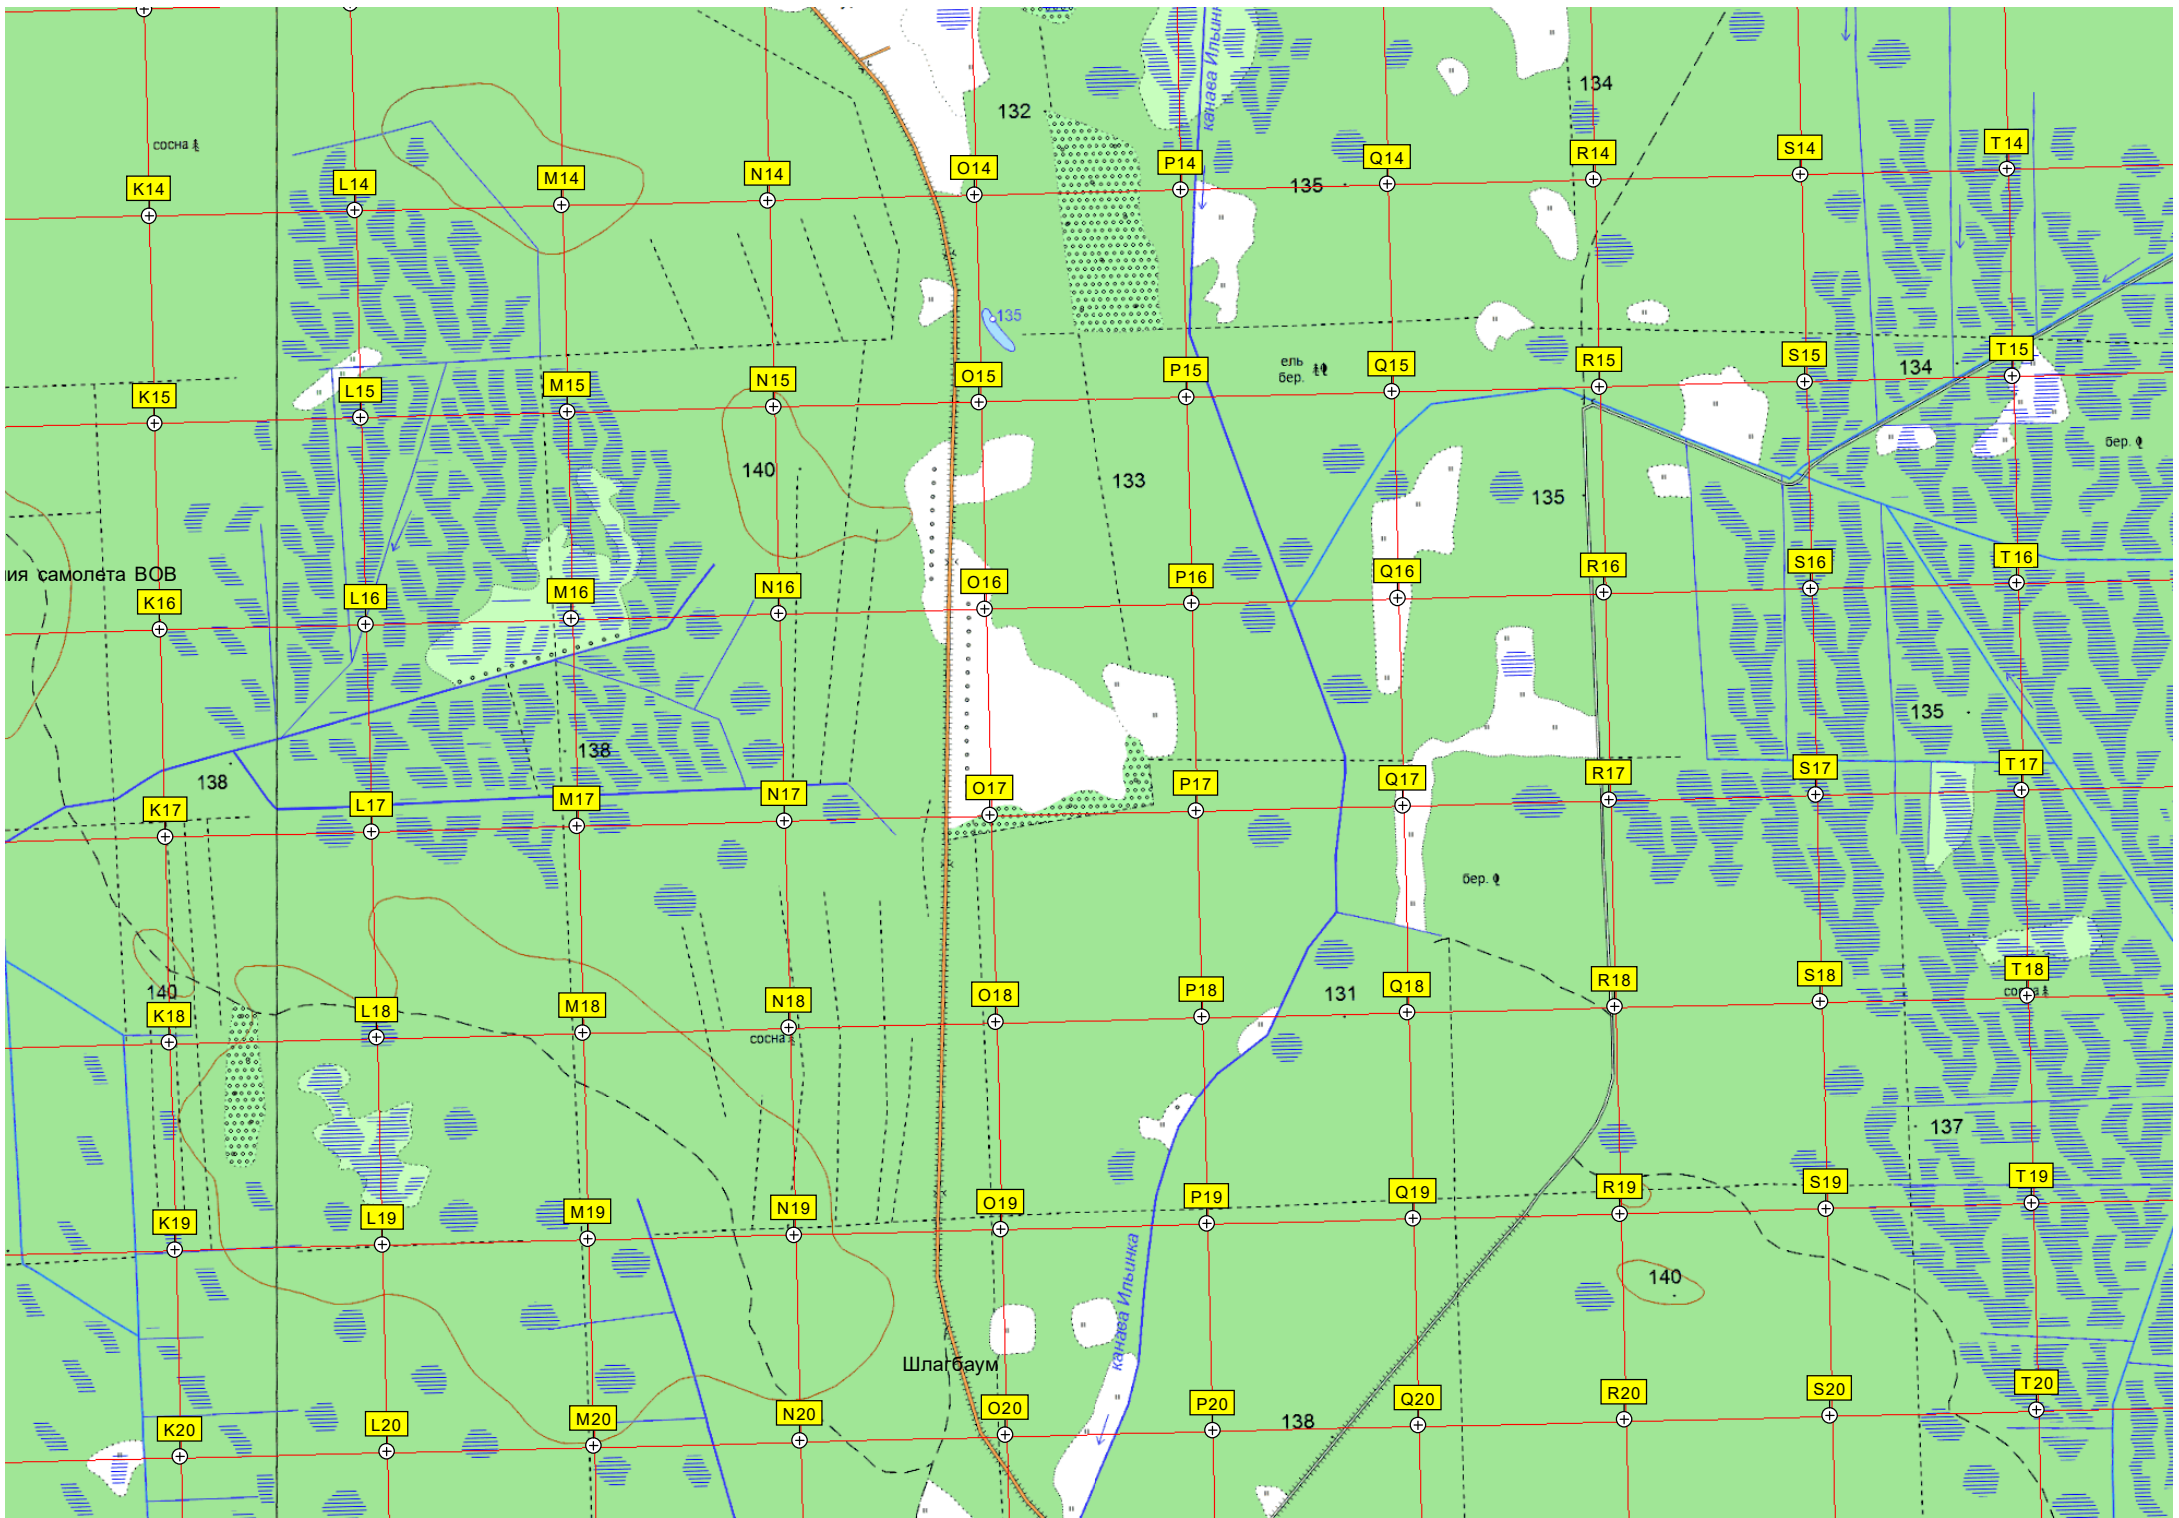 132
134
канава Ильинка
сосна
K14
L14
M14
N14
O14
P14
135
Q14
R14
S14
T14
135
ель
бер.
134
K15
L15
M15
N15
O15
P15
Q15
R15
S15
T15
бер.
140
133
135
ия самолета ВОВ
K16
L16
M16
N16
O16
P16
Q16
R16
S16
T16
135
138
138
K17
L17
M17
N17
O17
P17
Q17
R17
S17
T17
бер.
140
131
сосна
K18
L18
M18
N18
O18
P18
Q18
R18
S18
T18
сосна
137
K19
L19
M19
N19
O19
P19
Q19
R19
S19
T19
канава Ильинка
140
Шлагбаум
K20
L20
M20
N20
O20
P20
138
Q20
R20
S20
T20